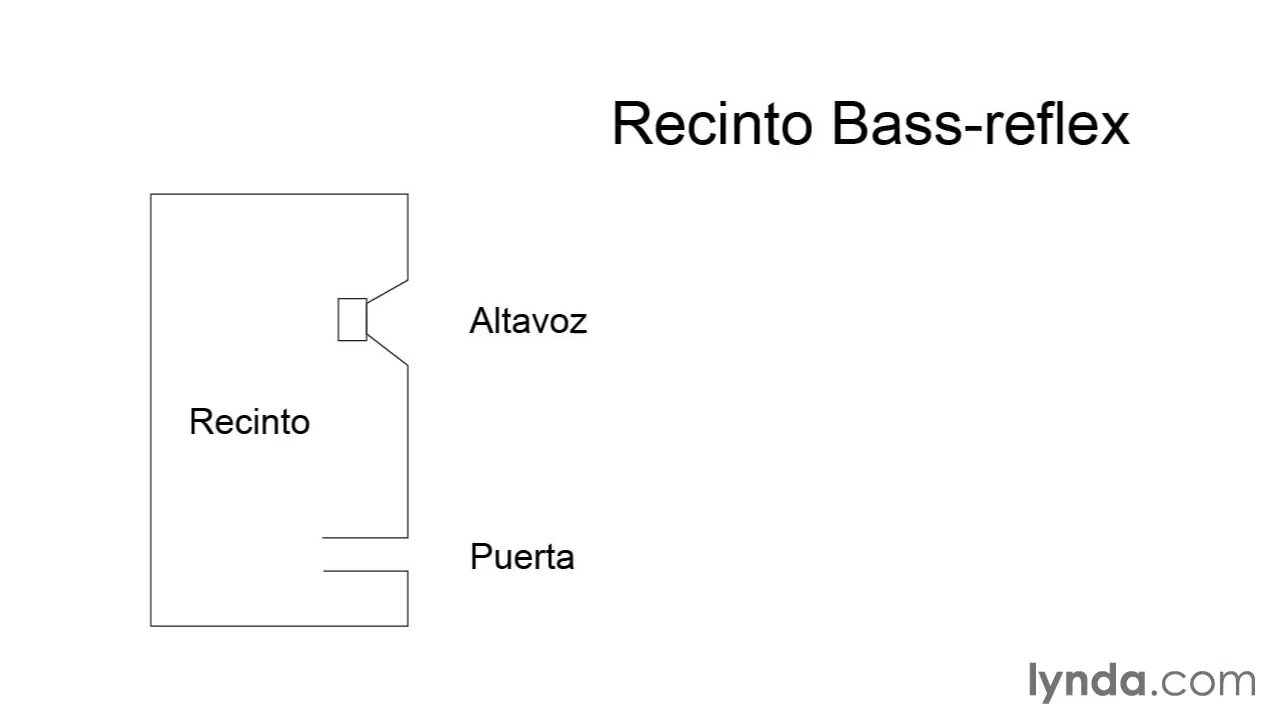 Recinto Bass-reflex
Altavoz
Recinto
Puerta
lynda.com